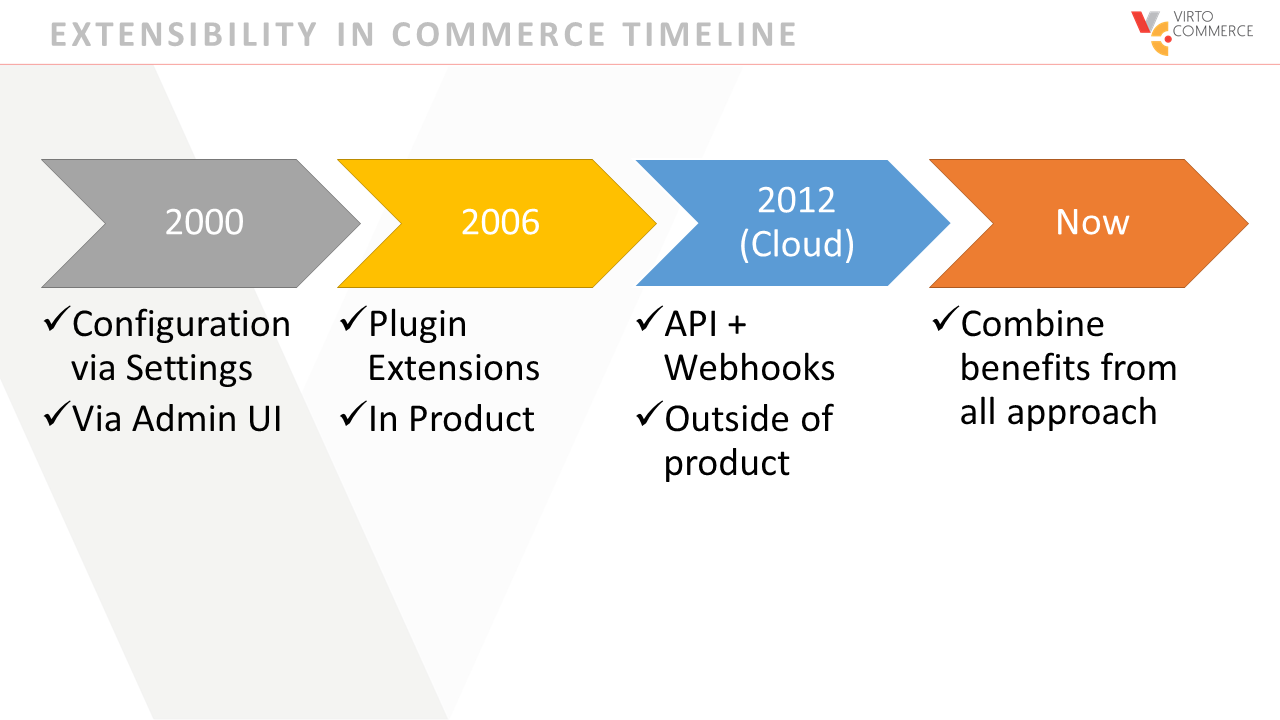 EXTENSIBILITY IN COMMERCE TIMELINE
VIRTO
COMMERCE
2000
✓Configuration
via Settings
✓Via Admin UI
2006
✓Plugin
Extensions
✓In Product
2012
(Cloud)
✓API +
Webhooks
✓Outside of
product
Now
✓Combine
benefits from
all approach